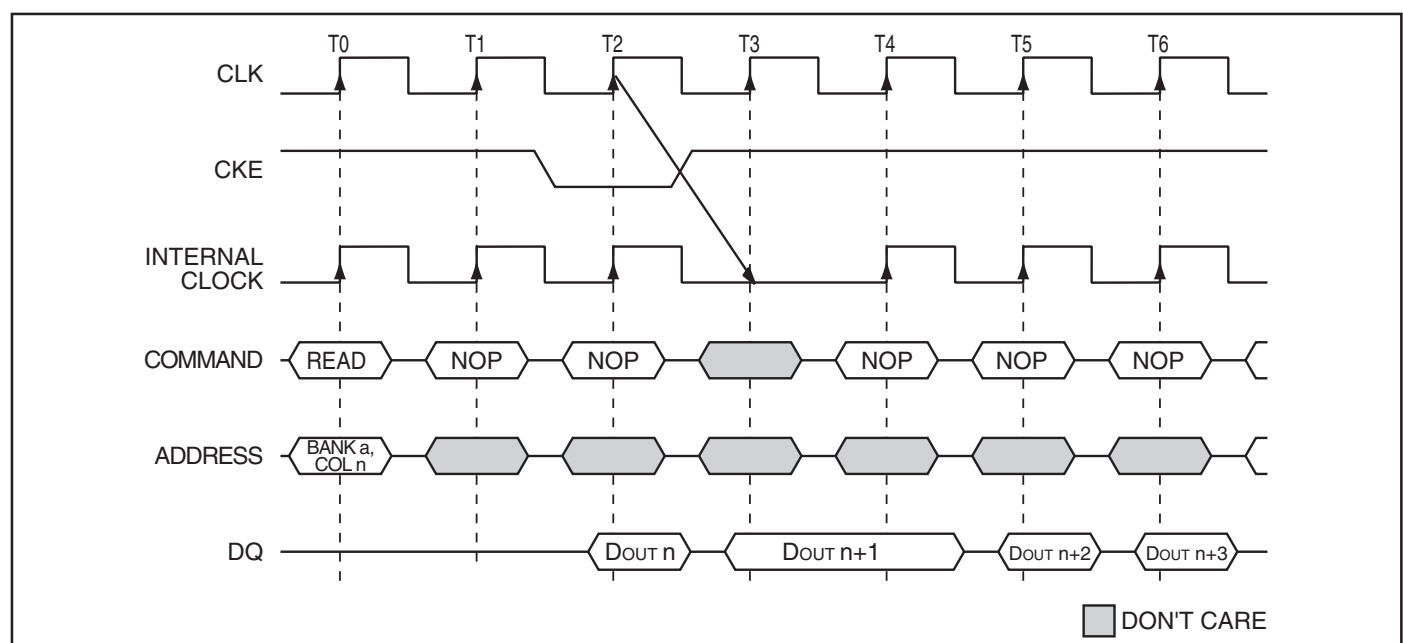 T0 T1 T2 T3 T4 T5 T6
CLK
CKE
INTERNAL
CLOCK
COMMAND READ NOP NOP NOP NOP NOP
ADDRESS BANK a,
COL n
DQ DOUT n DOUT n+1 DOUT n+2 DOUT n+3
DON'T CARE